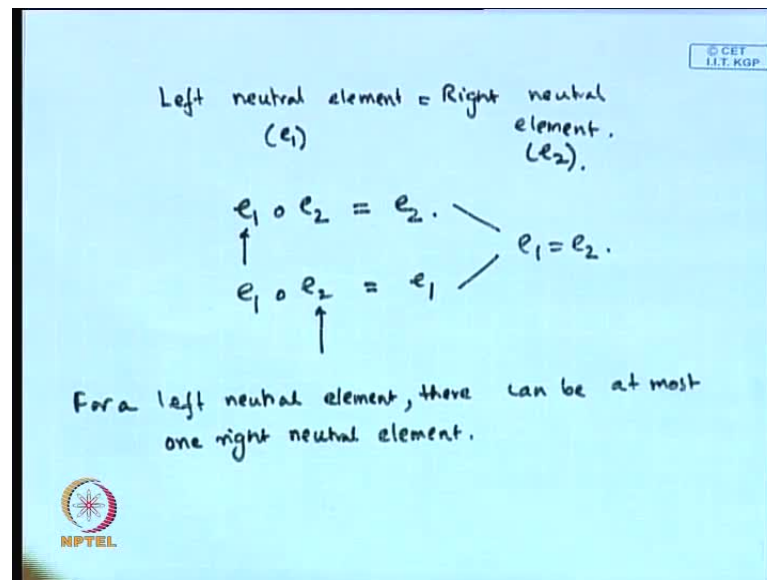 © CET
I.I.T. KGP
Left neutral element = Right neutral
(e₁) element.
(e₂).
e₁ o e₂ = e₂.
e₁ = e₂.
e₁ o e₂ = e₁
For a left neutral element, there can be at most
one right neutral element.
NPTEL